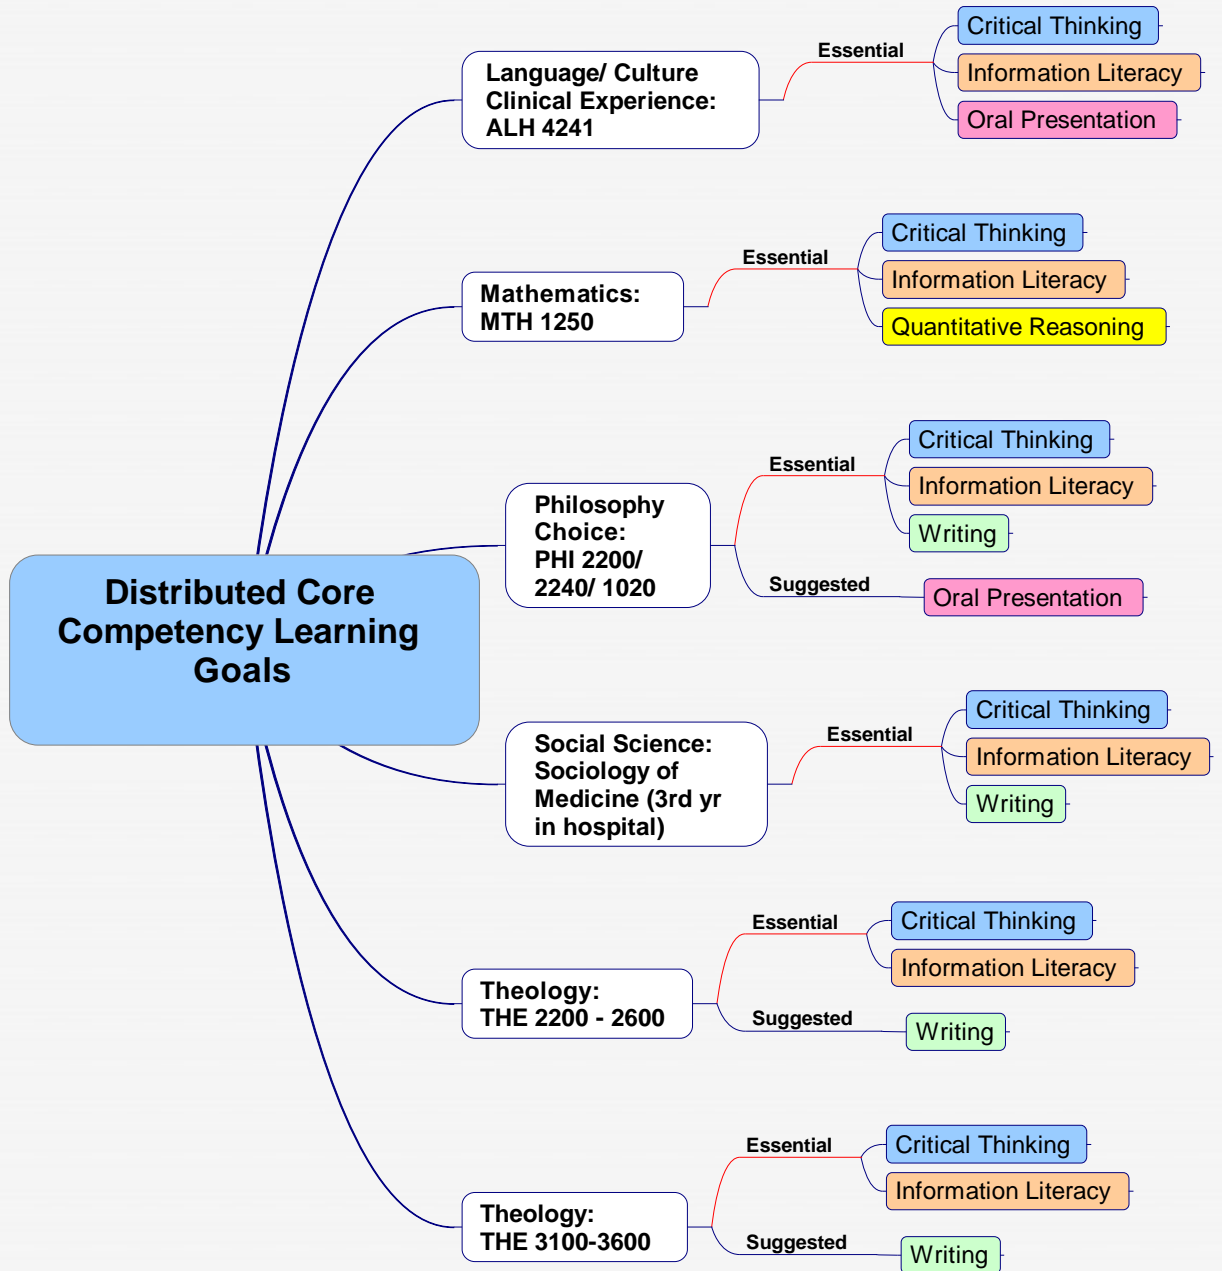 Distributed Core
Competency Learning
Goals
Language/ Culture
Clinical Experience:
ALH 4241
Essential
Critical Thinking
Information Literacy
Oral Presentation
Mathematics:
MTH 1250
Essential
Critical Thinking
Information Literacy
Quantitative Reasoning
Philosophy
Choice:
PHI 2200/
2240/ 1020
Essential
Critical Thinking
Information Literacy
Writing
Suggested
Oral Presentation
Social Science:
Sociology of
Medicine (3rd yr
in hospital)
Essential
Critical Thinking
Information Literacy
Writing
Theology:
THE 2200 - 2600
Essential
Critical Thinking
Information Literacy
Suggested
Writing
Theology:
THE 3100-3600
Essential
Critical Thinking
Information Literacy
Suggested
Writing